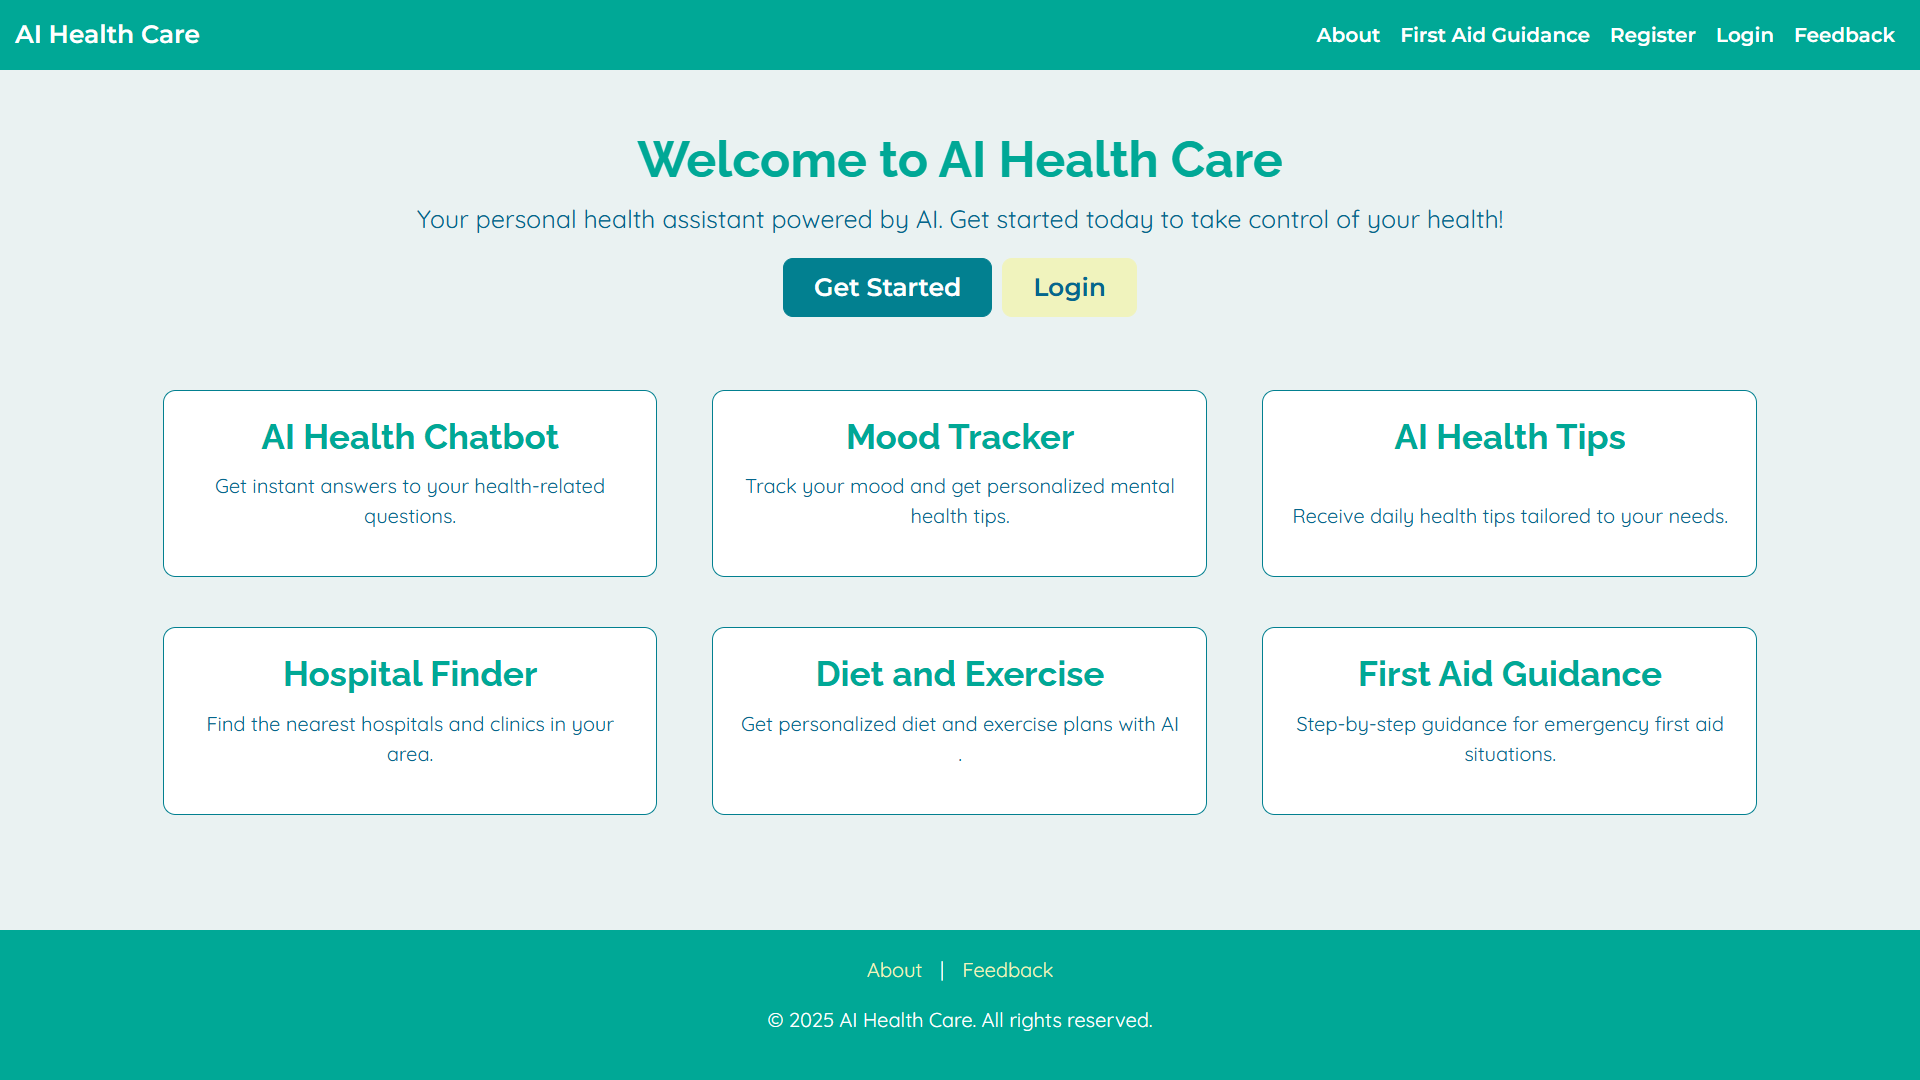 AI Health Care
About First Aid Guidance Register Login Feedback
Welcome to AI Health Care
Your personal health assistant powered by AI. Get started today to take control of your health!
Get Started Login
AI Health Chatbot
Get instant answers to your health-related
questions.
Mood Tracker
Track your mood and get personalized mental
health tips.
AI Health Tips
Receive daily health tips tailored to your needs.
Hospital Finder
Find the nearest hospitals and clinics in your
area.
Diet and Exercise
Get personalized diet and exercise plans with AI
.
First Aid Guidance
Step-by-step guidance for emergency first aid
situations.
About | Feedback
© 2025 AI Health Care. All rights reserved.